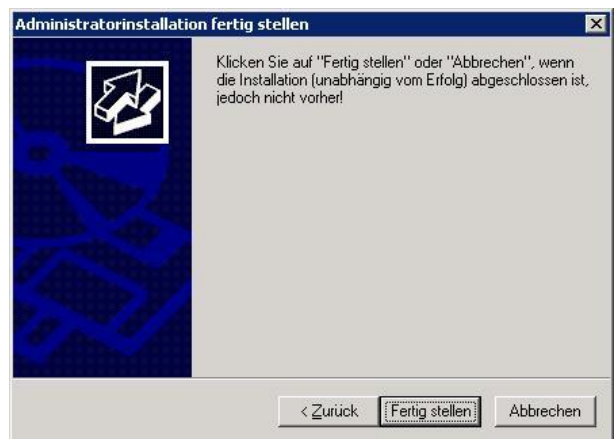 Administratorinstallation fertig stellen
Klicken Sie auf "Fertig stellen" oder "Abbrechen", wenn
die Installation (unabhängig vom Erfolg) abgeschlossen ist,
jedoch nicht vorher!
< Zurück Fertig stellen Abbrechen